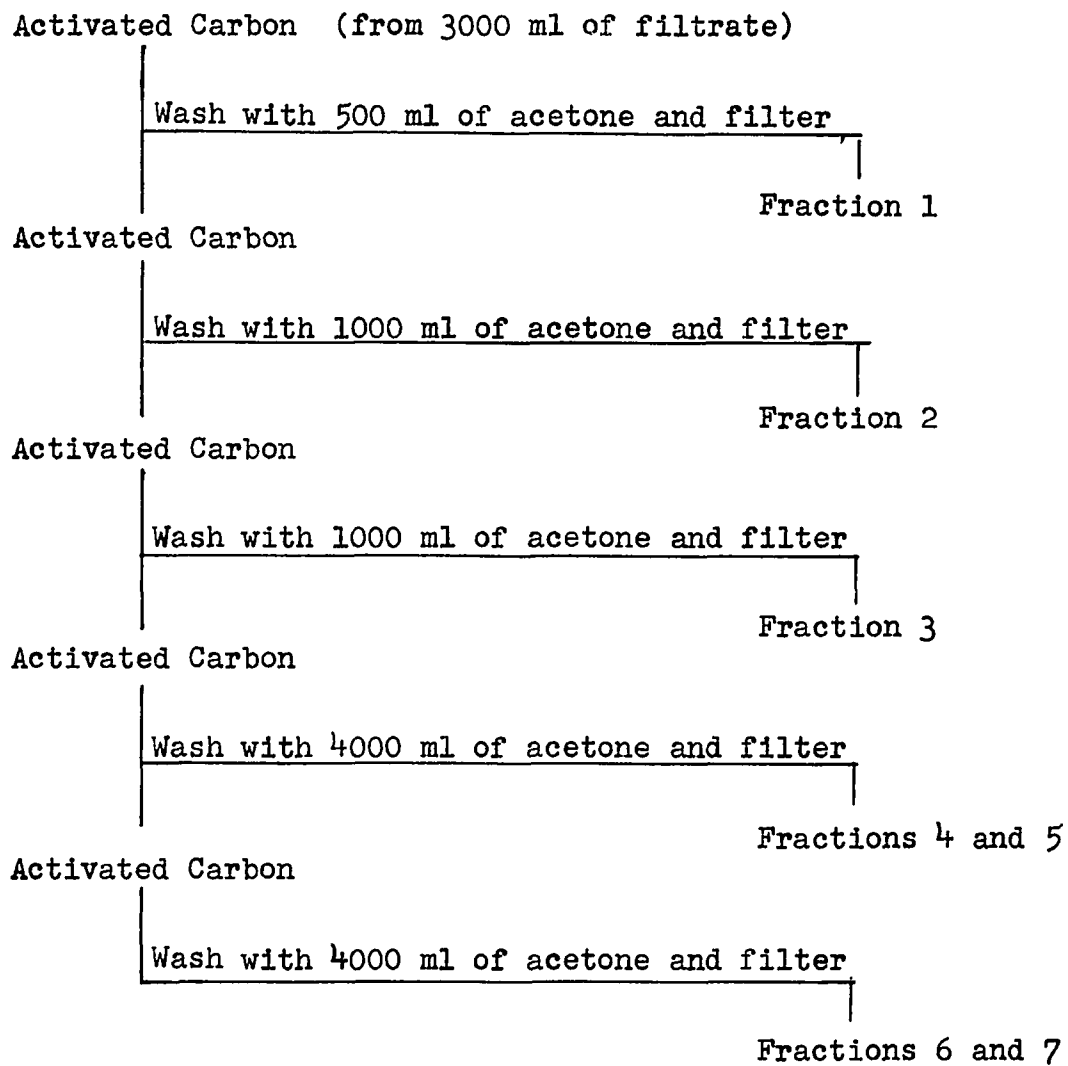 Activated Carbon (from 3000 ml of filtrate)
Wash with 500 ml of acetone and filter
Fraction 1
Activated Carbon
Wash with 1000 ml of acetone and filter
Fraction 2
Activated Carbon
Wash with 1000 ml of acetone and filter
Fraction 3
Activated Carbon
Wash with 4000 ml of acetone and filter
Fractions 4 and 5
Activated Carbon
Wash with 4000 ml of acetone and filter
Fractions 6 and 7